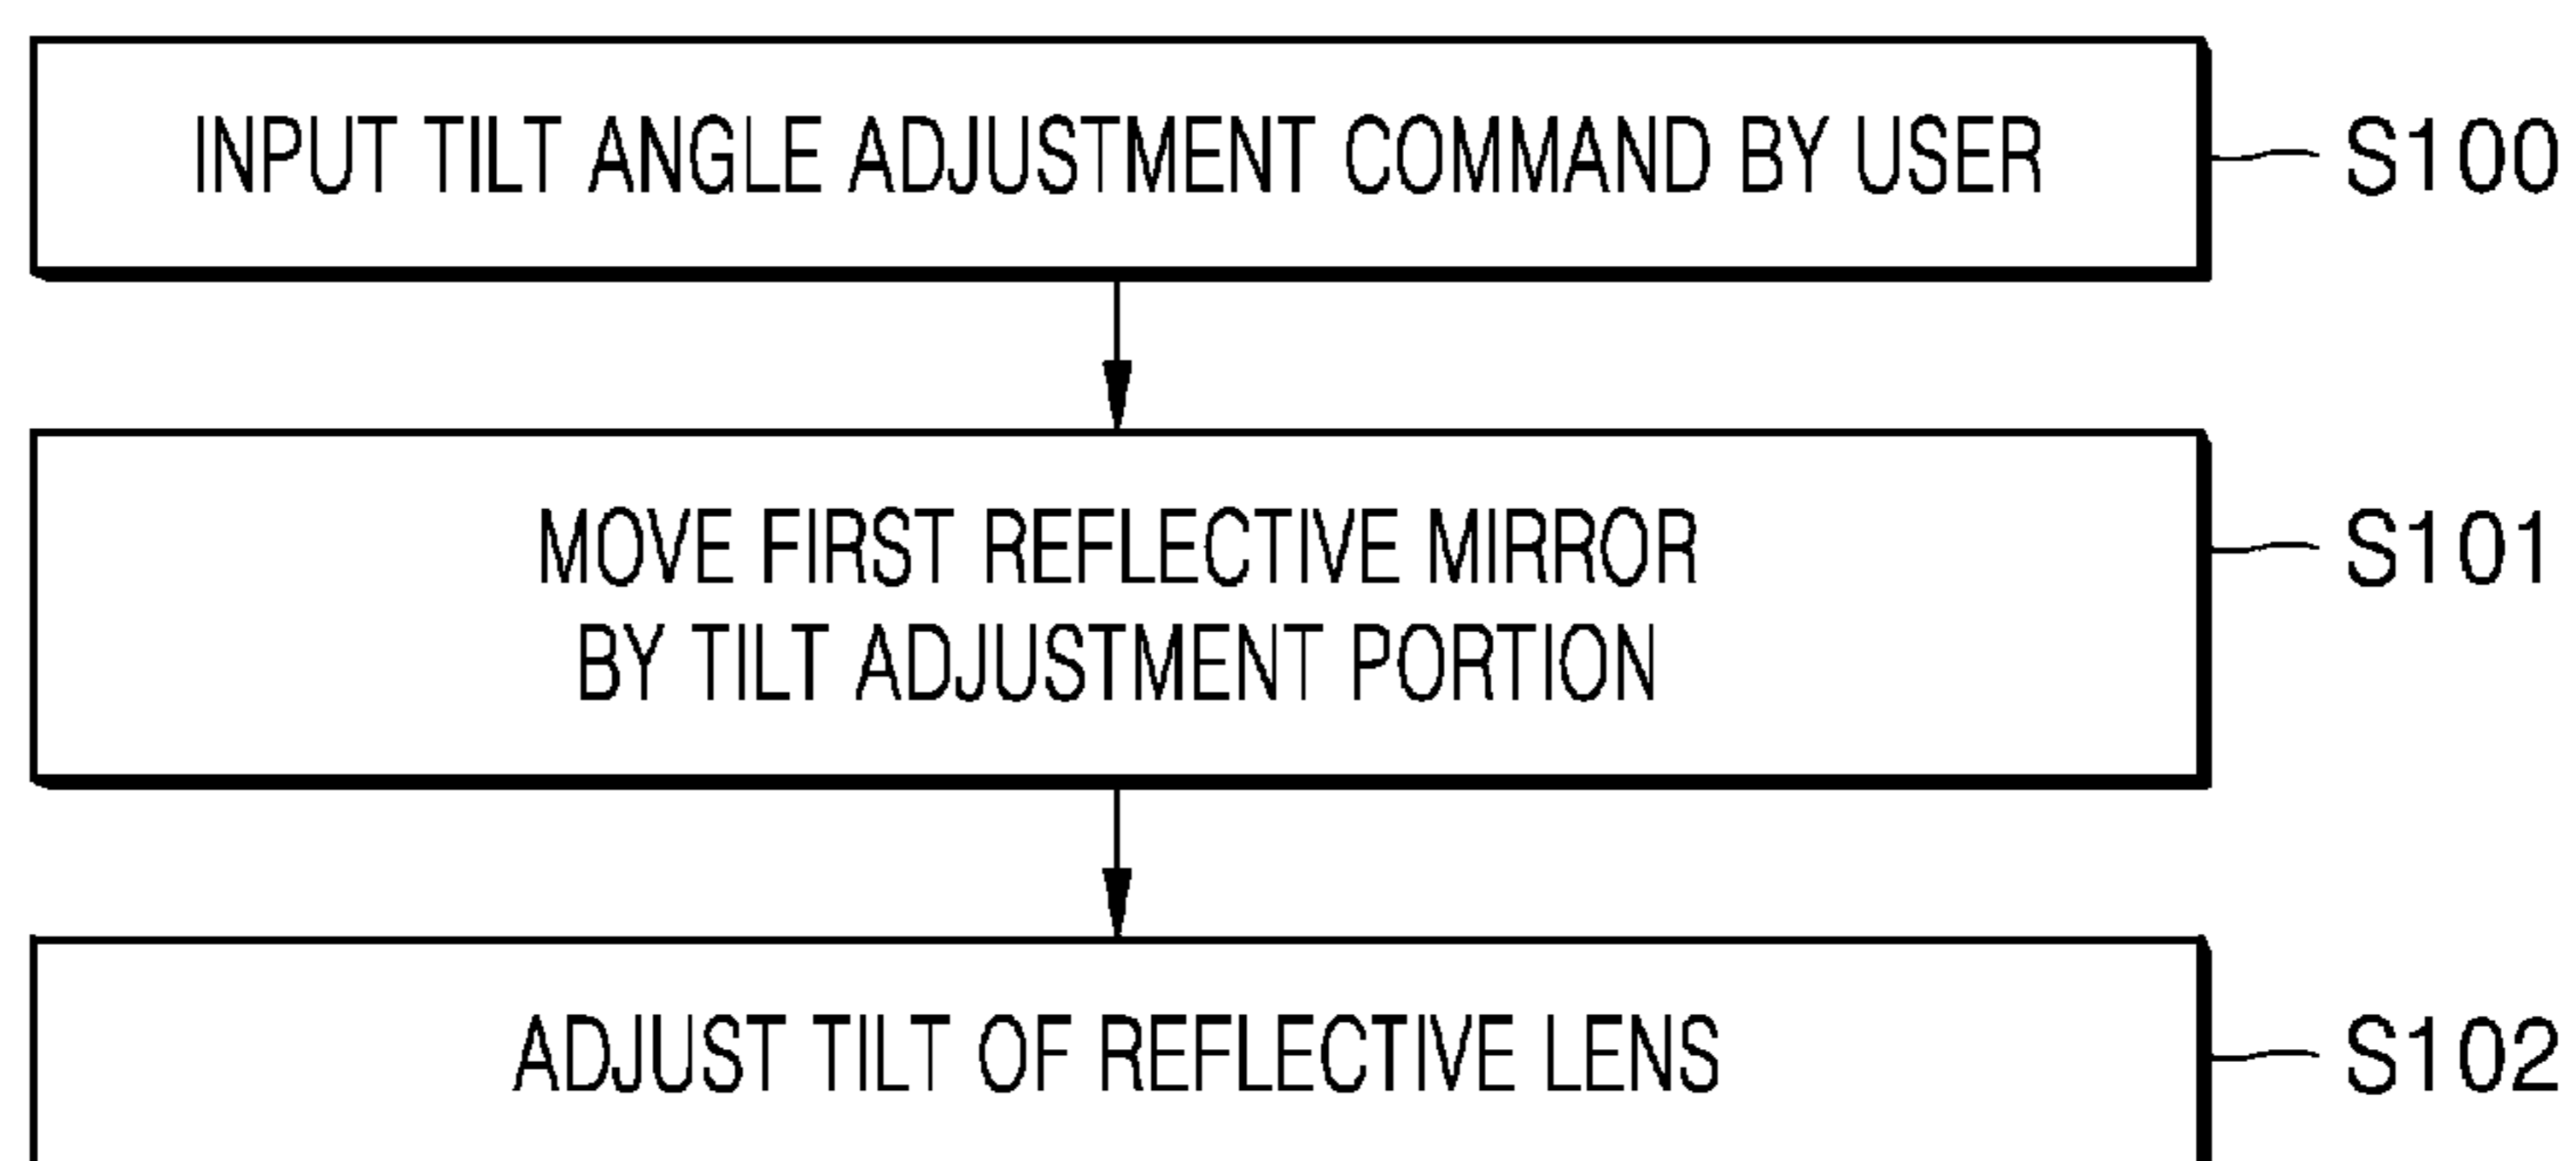 INPUT TILT ANGLE ADJUSTMENT COMMAND BY USER
S100
MOVE FIRST REFLECTIVE MIRROR
BY TILT ADJUSTMENT PORTION
S101
ADJUST TILT OF REFLECTIVE LENS
S102